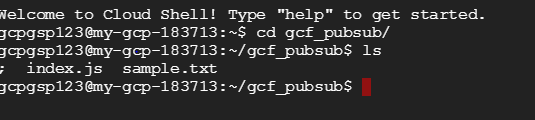 Welcome to Cloud Shell! Type "help" to get started.
gcpgsp123@my-gcp-183713:~$ cd gcf_pubsub/
gcpgsp123@my-gcp-183713:~/gcf_pubsub$ ls
;  index.js  sample.txt
gcpgsp123@my-gcp-183713:~/gcf_pubsub$